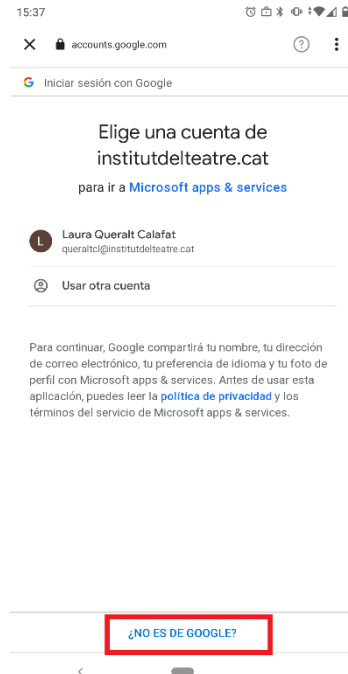 15:37
accounts.google.com
Iniciar sesión con Google
Elige una cuenta de
institutdelteatre.cat
para ir a Microsoft apps & services
L
Laura Queralt Calafat
queraltcl@institutdelteatre.cat
Usar otra cuenta
Para continuar, Google compartirá tu nombre, tu dirección
de correo electrónico, tu preferencia de idioma y tu foto de
perfil con Microsoft apps & services. Antes de usar esta
aplicación, puedes leer la política de privacidad y los
términos del servicio de Microsoft apps & services.
¿NO ES DE GOOGLE?